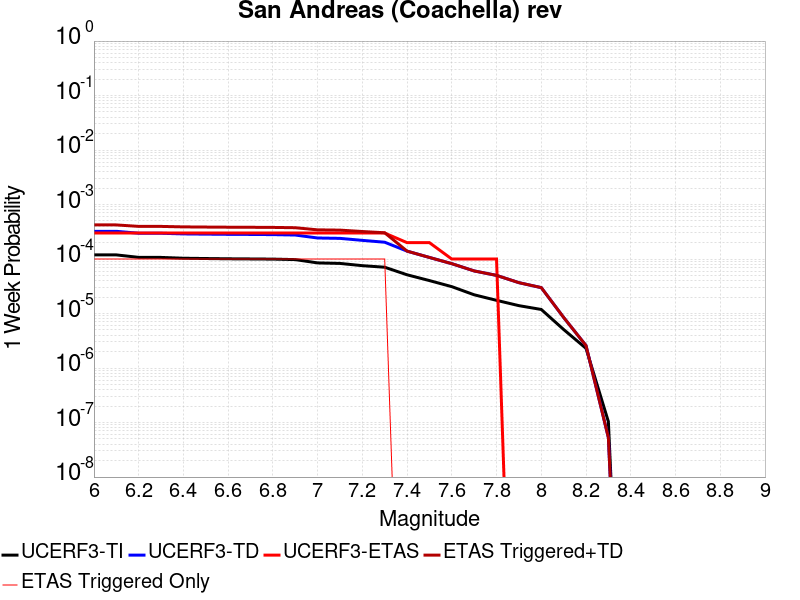 San Andreas (Coachella) rev
10 0
10 -1
10 -2
10 -3
10 -4
10 -5
10 -6
10 -7
10 -8
1 Week Probability
6 6.2 6.4 6.6 6.8 7 7.2 7.4 7.6 7.8 8 8.2 8.4 8.6 8.8 9
Magnitude
UCERF3-TI UCERF3-TD UCERF3-ETAS ETAS Triggered+TD
ETAS Triggered Only